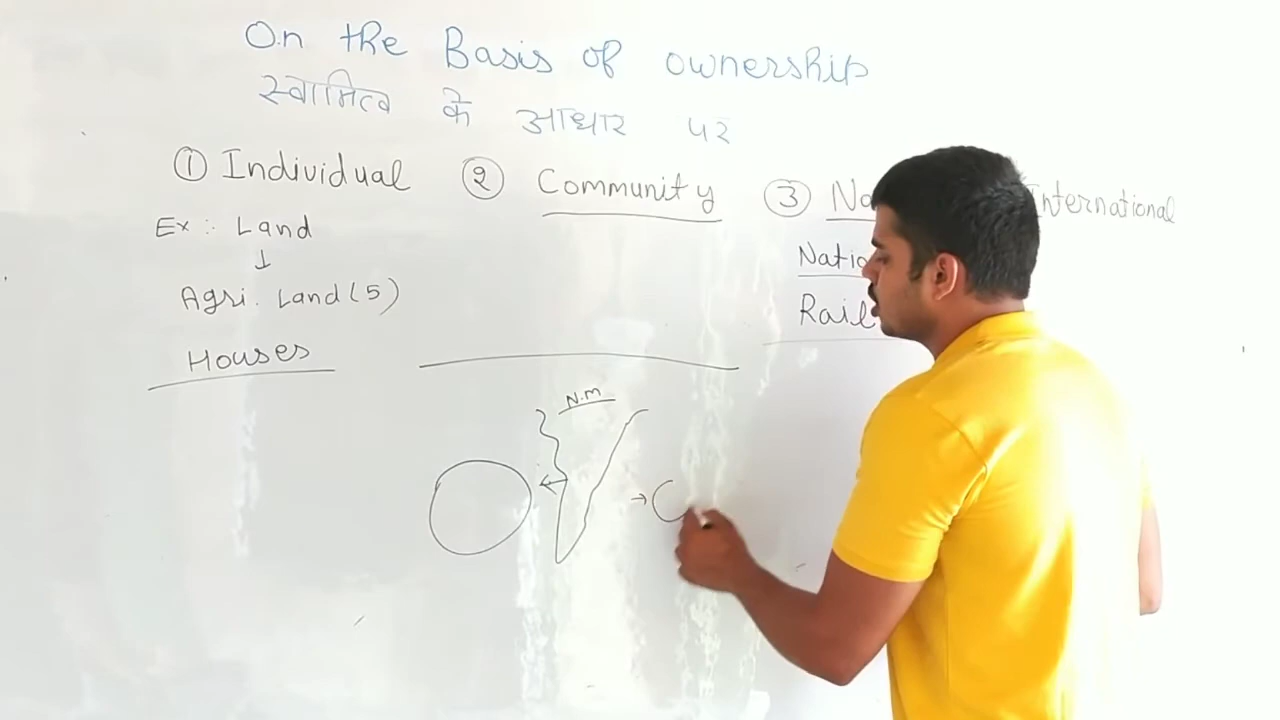 On the Basis of ownership
स्वामित्व के आधार पर
① Individual ② Community ③ International
Ex : Land
↓
Agri. Land (5)
Houses
N.M